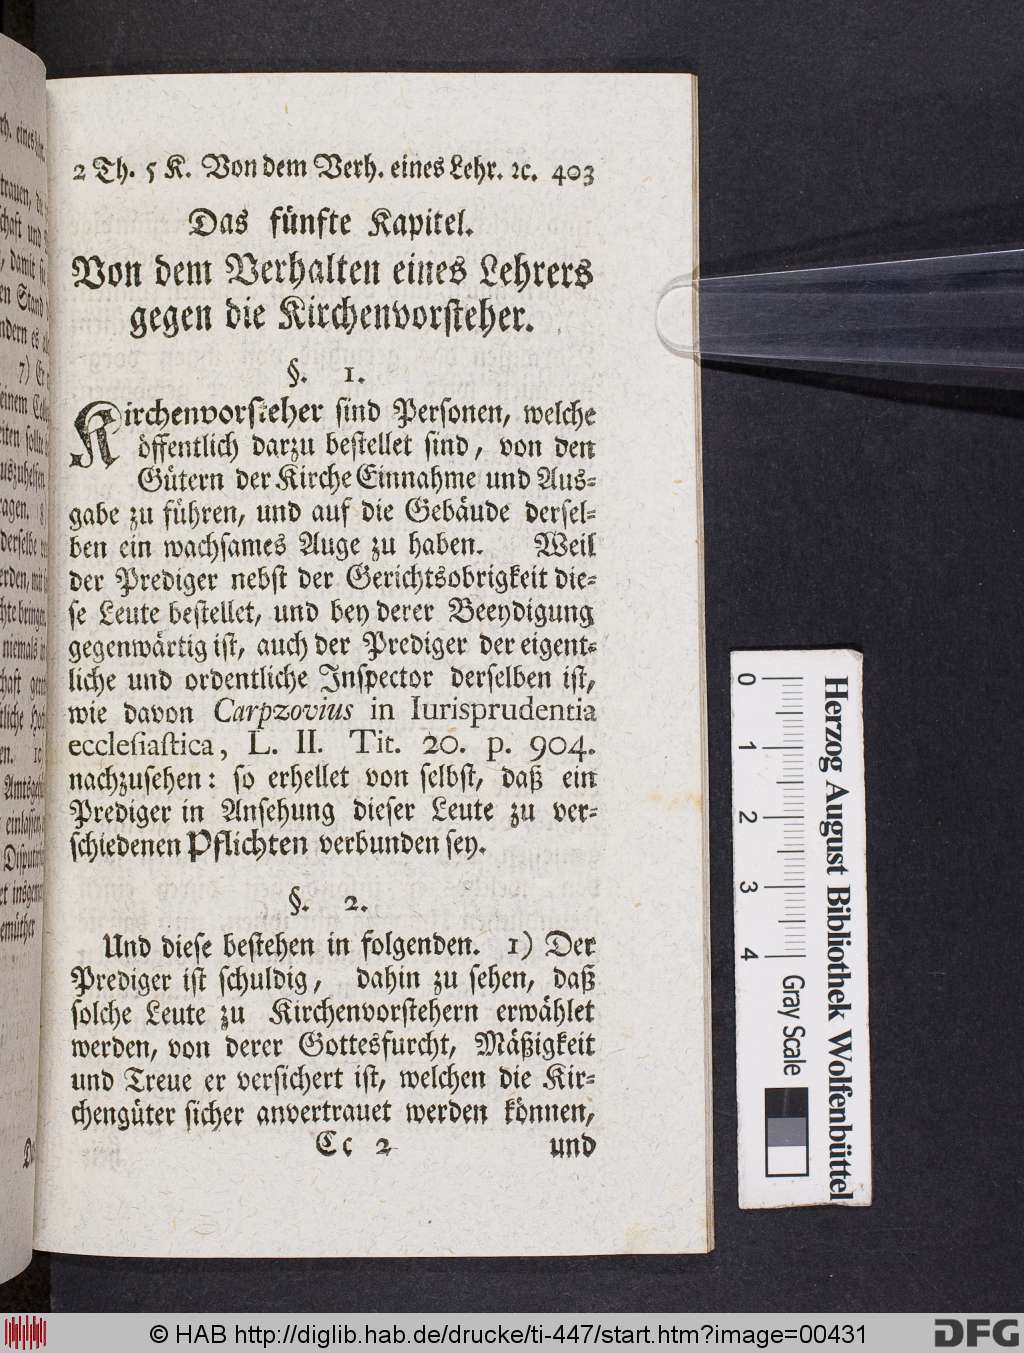 2 Th. 5 K. Von dem Verh. eines Lehr. ꝛc. 403
Das fünfte Kapitel.
Von dem Verhalten eines Lehrers
gegen die Kirchenvorsteher.
§. 1.
Kirchenvorsteher sind Personen, welche
öffentlich darzu bestellet sind, von den
Gütern der Kirche Einnahme und Aus=
gabe zu führen, und auf die Gebäude dersel=
ben ein wachsames Auge zu haben. Weil
der Prediger nebst der Gerichtsobrigkeit die=
se Leute bestellet, und bey derer Beeydigung
gegenwärtig ist, auch der Prediger der eigent=
liche und ordentliche Inspector derselben ist,
wie davon Carpzovius in Iurisprudentia
ecclesiastica, L. II. Tit. 20. p. 904.
nachzusehen: so erhellet von selbst, daß ein
Prediger in Ansehung dieser Leute zu ver=
schiedenen Pflichten verbunden sey.
§. 2.
Und diese bestehen in folgenden. 1) Der
Prediger ist schuldig, dahin zu sehen, daß
solche Leute zu Kirchenvorstehern erwählet
werden, von derer Gottesfurcht, Mäßigkeit
und Treue er versichert ist, welchen die Kir=
chengüter sicher anvertrauet werden können,
Cc 2 und
0 1 2 3 4
Herzog August Bibliothek Wolfenbüttel
Gray Scale
© HAB http://diglib.hab.de/drucke/ti-447/start.htm?image=00431
DFG